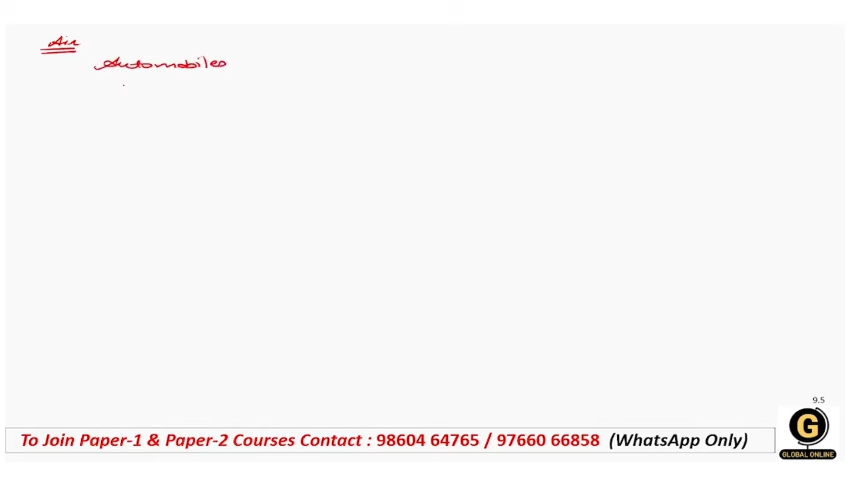 Air
Automobiles
9.5
To Join Paper-1 & Paper-2 Courses Contact : 98604 64765 / 97660 66858 (WhatsApp Only)
G
GLOBAL ONLINE